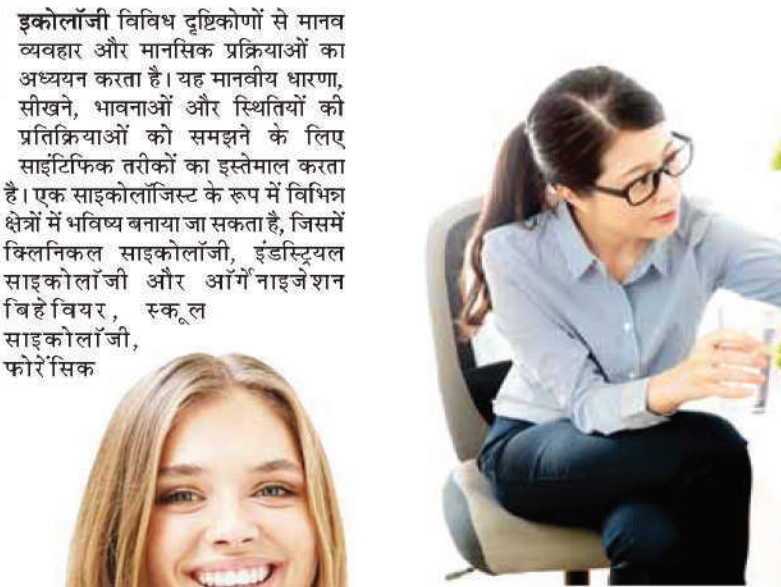 इकोलॉजी विविध दृष्टिकोणों से मानव
व्यवहार और मानसिक प्रक्रियाओं का
अध्ययन करता है। यह मानवीय धारणा,
सीखने, भावनाओं और स्थितियों की
प्रतिक्रियाओं को समझने के लिए
साइंटिफिक तरीकों का इस्तेमाल करता
है। एक साइकोलॉजिस्ट के रूप में विभिन्न
क्षेत्रों में भविष्य बनाया जा सकता है, जिसमें
क्लिनिकल साइकोलॉजी, इंडस्ट्रियल
साइकोलॉजी और ऑर्गेनाइजेशन
बिहेवियर, स्कूल
साइकोलॉजी,
फोरेंसिक